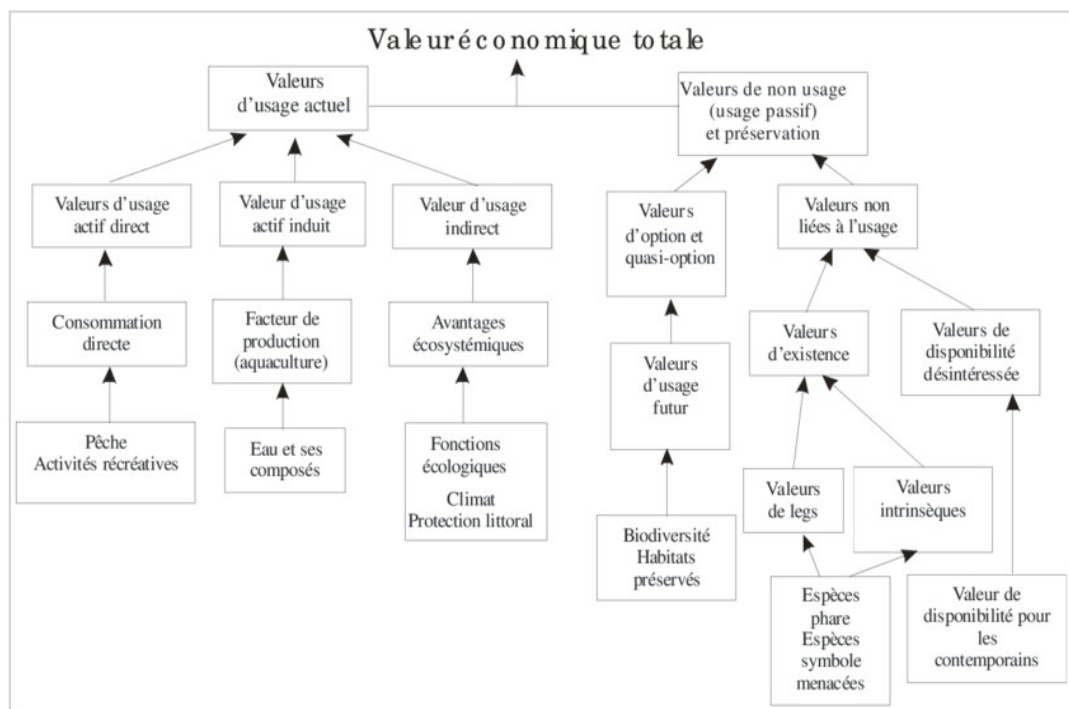 Valeur économique totale
Valeurs
d'usage actuel
Valeurs de non usage
(usage passif)
et préservation
Valeurs d'usage
actif direct
Valeur d'usage
actif induit
Valeur d'usage
indirect
Valeurs
d'option et
quasi-option
Valeurs non
liées à l'usage
Consommation
directe
Facteur de
production
(aquaculture)
Avantages
écosystémiques
Valeurs
d'usage
futur
Valeurs
d'existence
Valeurs de
disponibilité
désintéressée
Pêche
Activités récréatives
Eau et ses
composés
Fonctions
écologiques
Climat
Protection littoral
Biodiversité
Habitats
préservés
Valeurs
de legs
Valeurs
intrinsèques
Espèces
phare
Espèces
symbole
menacées
Valeur de
disponibilité pour
les
contemporains